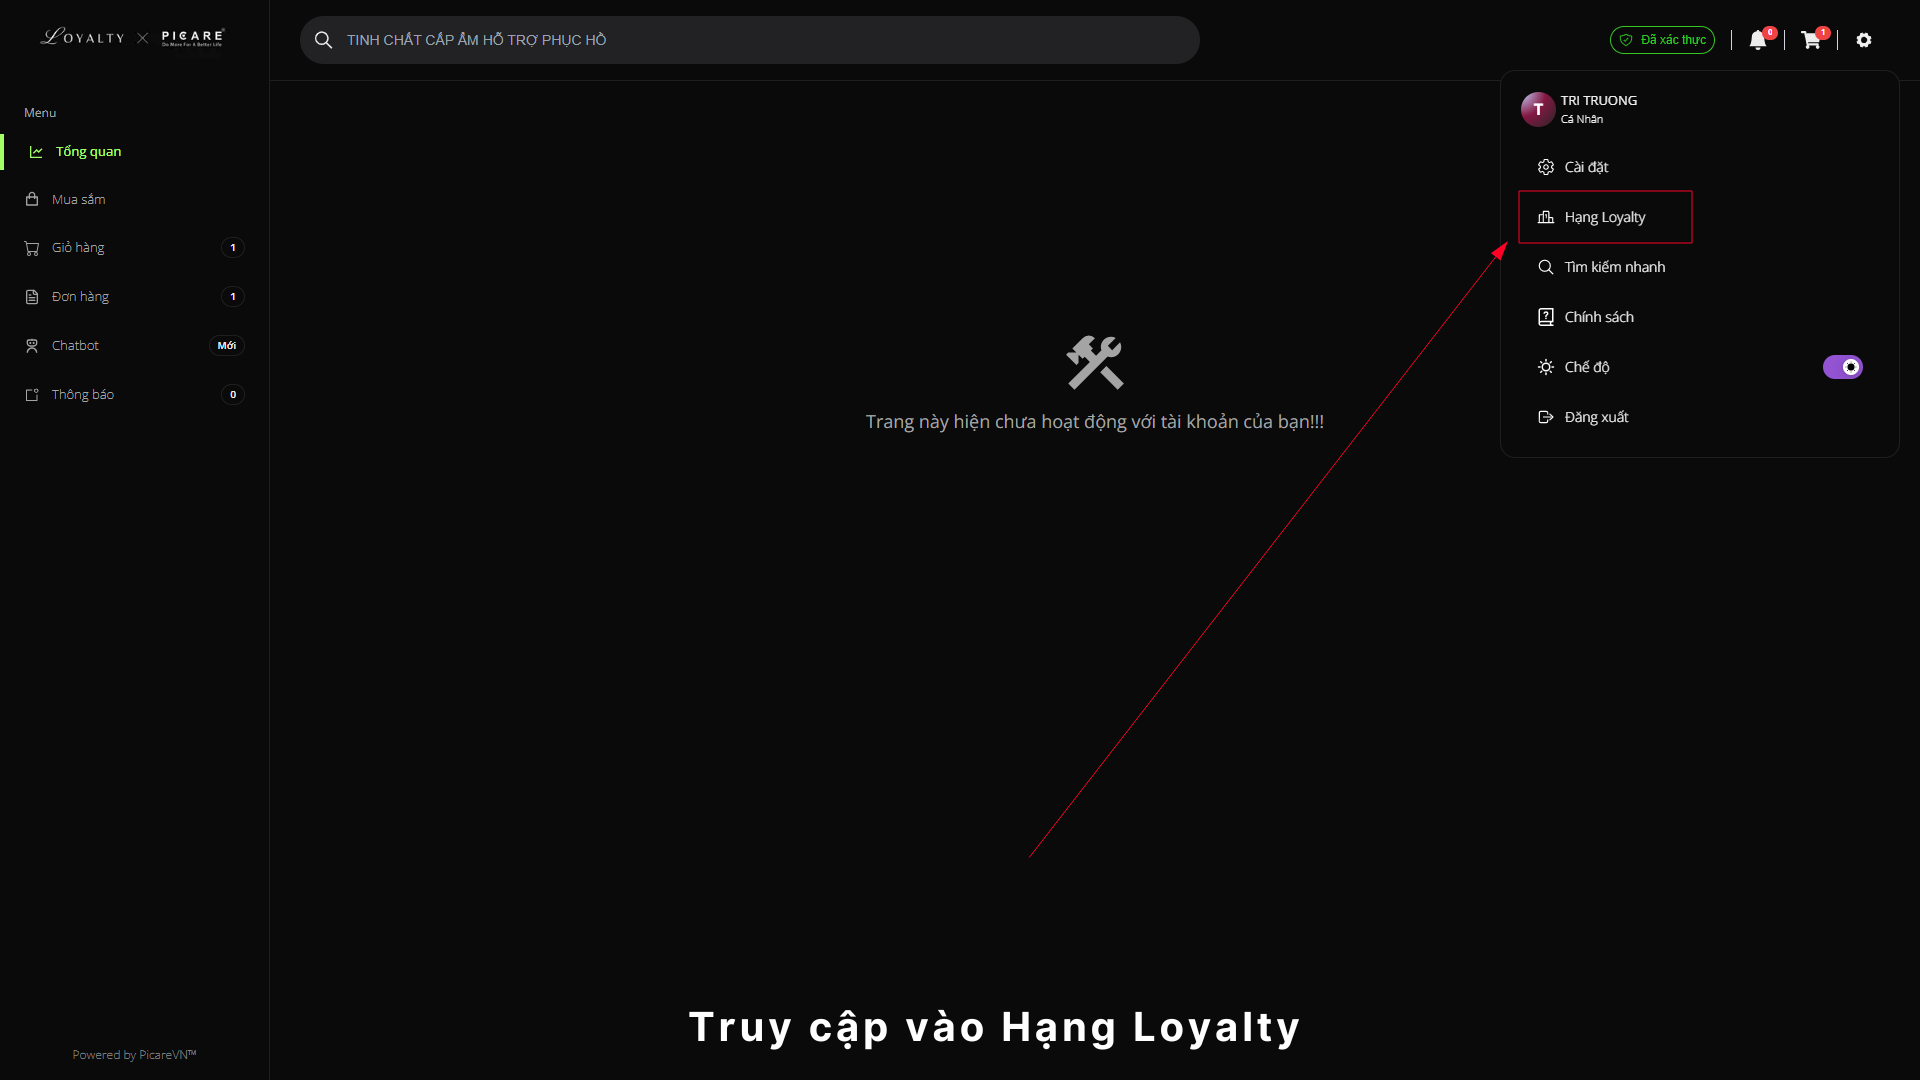 LOYALTY × PICARE
Do More For A Better Life
Menu
Tổng quan
Mua sắm
Giỏ hàng 1
Đơn hàng 1
Chatbot Mới
Thông báo 0
Powered by PicareVN™
TINH CHẤT CẤP ẨM HỖ TRỢ PHỤC HỒ
Đã xác thực
0
1
T
TRI TRUONG
Cá Nhân
Cài đặt
Hạng Loyalty
Tìm kiếm nhanh
Chính sách
Chế độ
Đăng xuất
Trang này hiện chưa hoạt động với tài khoản của bạn!!!
Truy cập vào Hạng Loyalty